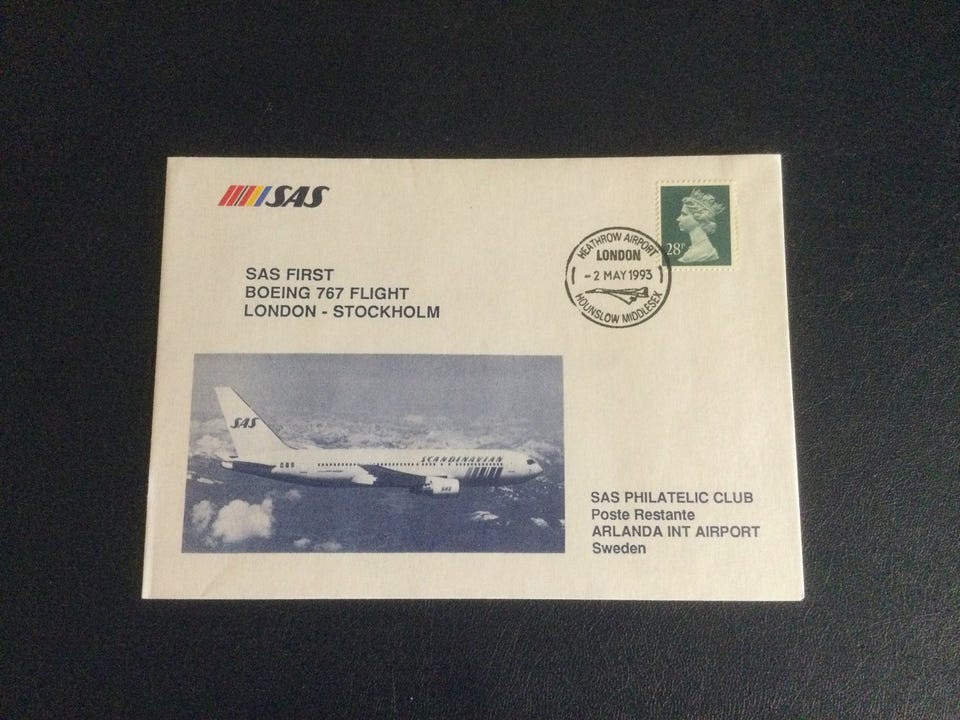 SAS
SAS FIRST
BOEING 767 FLIGHT
LONDON - STOCKHOLM
HEATHROW AIRPORT
LONDON
- 2 MAY 1993
HOUNSLOW MIDDLESEX
28P
SAS
SCANDINAVIAN
SAS
SAS PHILATELIC CLUB
Poste Restante
ARLANDA INT AIRPORT
Sweden